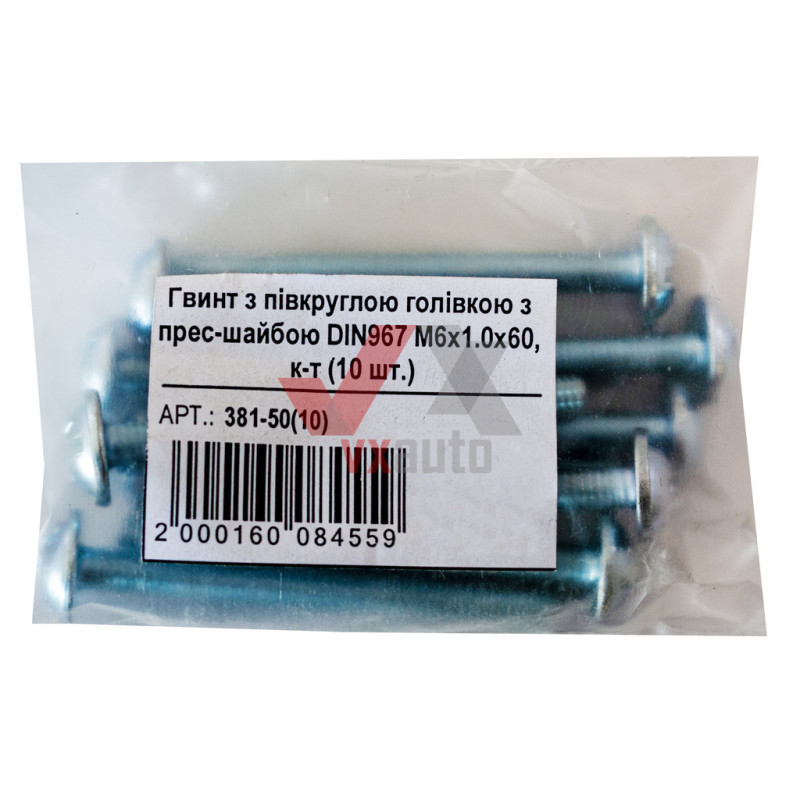 Гвинт з півкруглою голівкою з
прес-шайбою DIN967 M6x1.0x60,
к-т (10 шт.)
АРТ.: 381-50(10)
vxauto
2 000160 084559